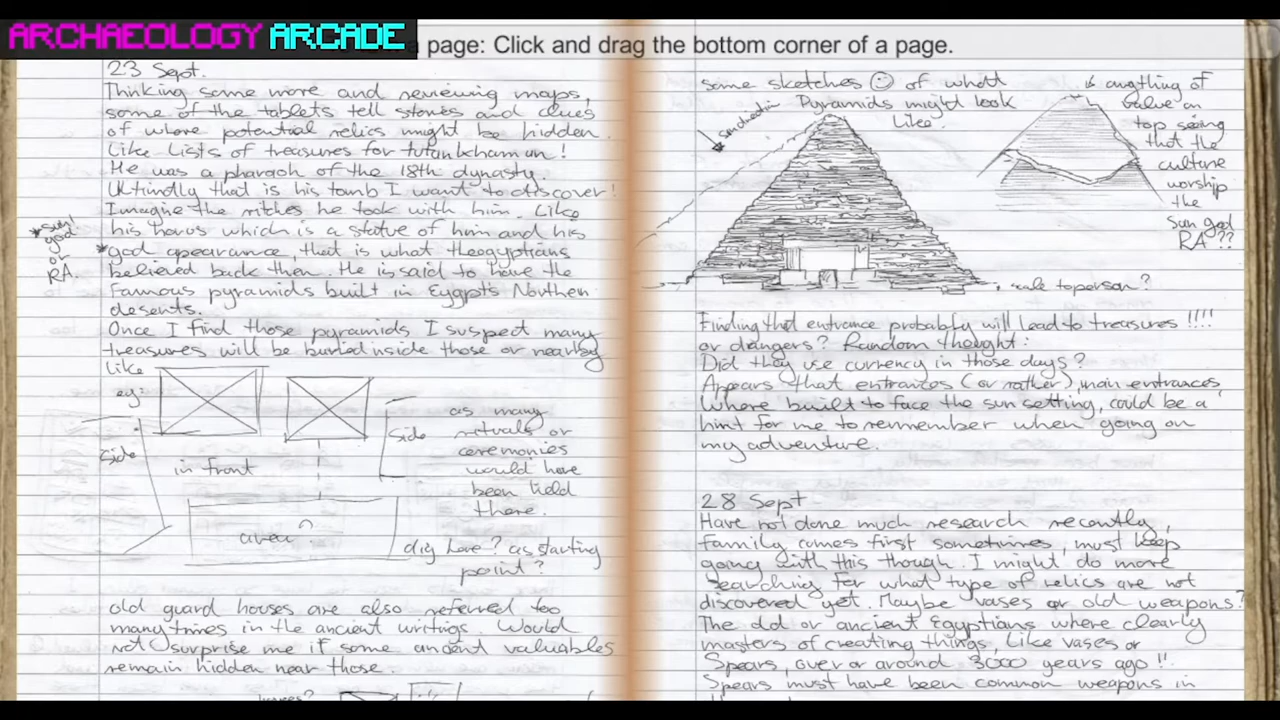 ARCHAEOLOGY ARCADE
a page: Click and drag the bottom corner of a page.
23 Sept.
Thinking some more and reviewing maps,
some of the tablets tell stories and clues
of where potential relics might be hidden.
Like Lists of treasures for tutankhamun!
He was a pharaoh of the 18th dynasty.
that is his tomb I want to discover!
Imagine the riches he took with him. Like
his horus which is a statue of him and his
*god apearance, that is what the egyptians
believed back then. He is said to have the
Famous pyramids built in Eygpt's Northern
deserts.
*sun
god
or
RA.
Once I find those pyramids I suspect many
treasures will be buried inside those or nearby
like
eg:
side
side
in front
area
as many
rituals or
ceremonies
would have
been held
there.
dig here? as starting
point?
old guard houses are also referred too
many times in the ancient writings. Would
not surprise me if some ancient valuables
remain hidden near those.
some sketches of what
Pyramids might look
Like.
anything of
value on
top seeing
that the
culture
worship
the
Sun god
RA??
to person?
Finding that entrance probably will lead to treasures!!!!
or dangers? Random thought:
Did they use currency in those days?
Appears that entrances (or rather), main entrances
Where built to face the sun setting, could be a
hint for me to remember when going on
my adventure.
28 Sept
Have not done much research recently,
family comes first sometimes, must keep
going with this though. I might do more
searching for what type of relics are not
discovered yet. Maybe vases or old weapons?
The old or ancient Egyptians where clearly
masters of creating things, Like vases or
Spears, over or around 3000 years ago!!
Spears must have been common weapons in